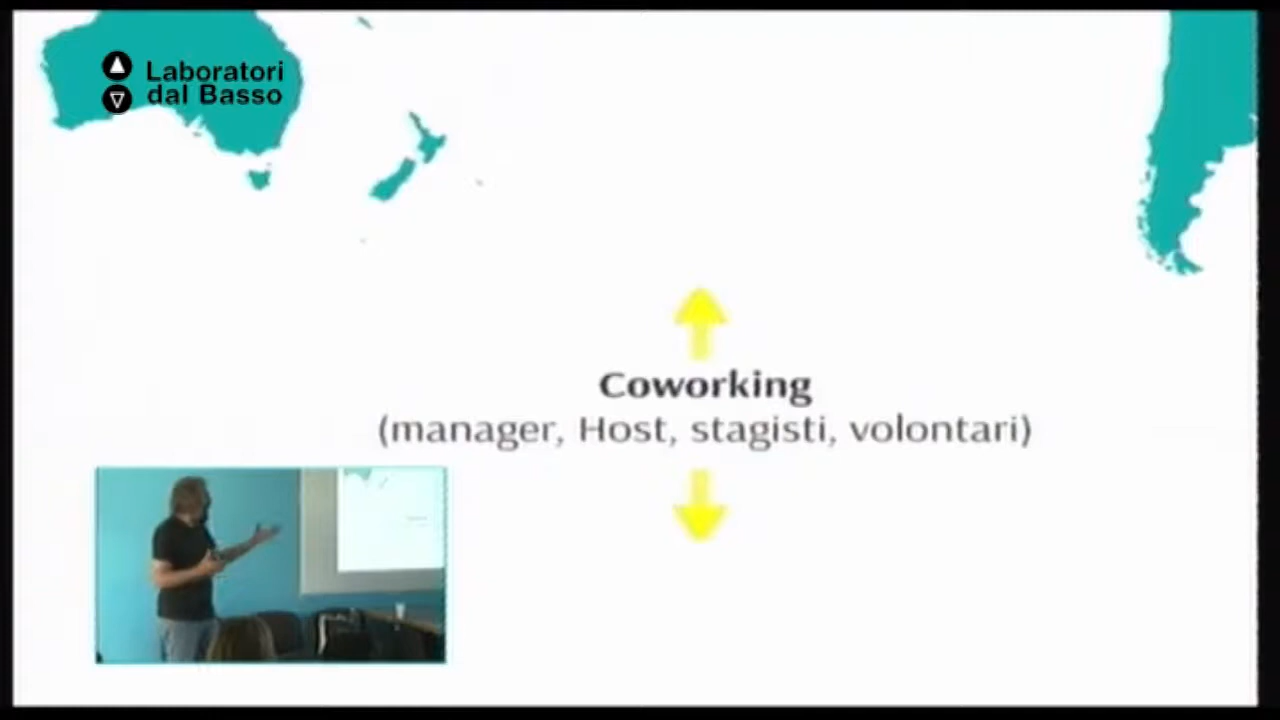 Laboratori
dal Basso
Coworking
(manager, Host, stagisti, volontari)